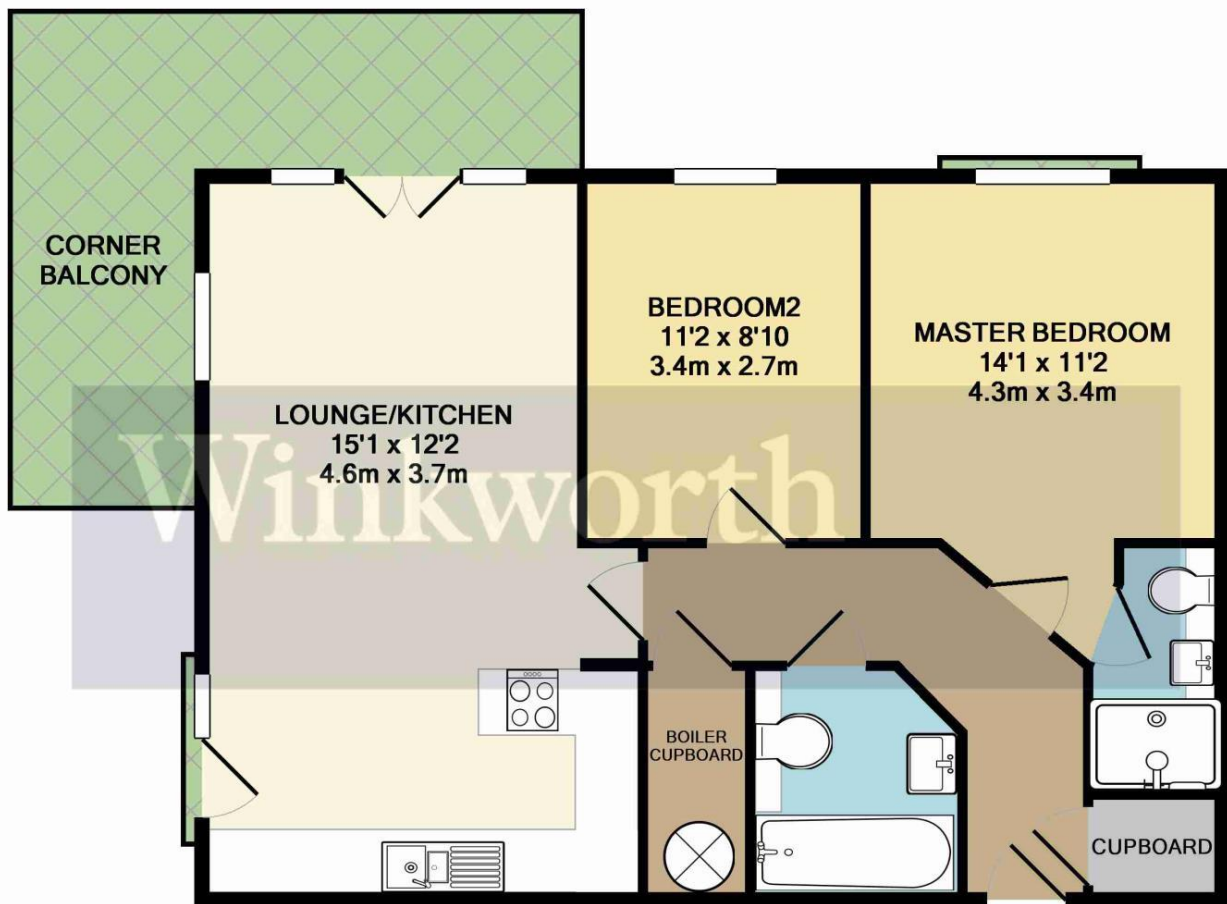 CORNER
BALCONY
LOUNGE/KITCHEN
15'1 x 12'2
4.6m x 3.7m
BEDROOM2
11'2 x 8'10
3.4m x 2.7m
MASTER BEDROOM
14'1 x 11'2
4.3m x 3.4m
Winkworth
BOILER
CUPBOARD
CUPBOARD